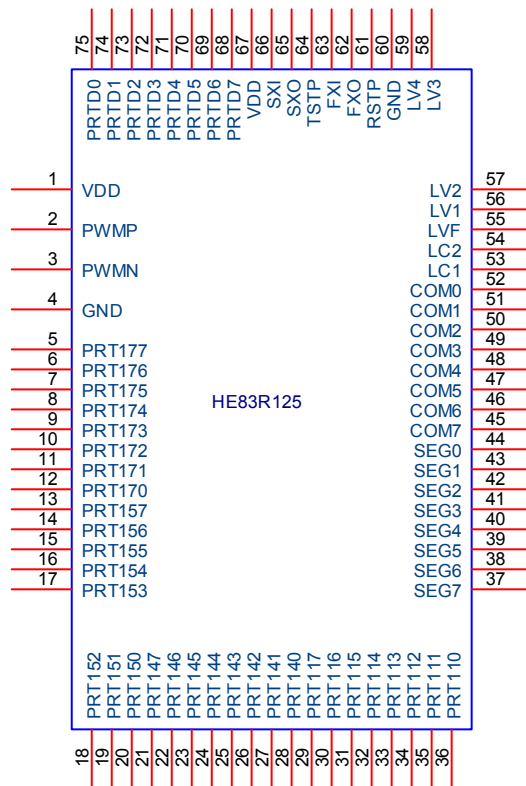 75
74
73
72
71
70
69
68
67
66
65
64
63
62
61
60
59
58
PRTD0
PRTD1
PRTD2
PRTD3
PRTD4
PRTD5
PRTD6
PRTD7
VDD
SXI
SXO
TSTP
FXI
FXO
RSTP
GND
LV4
LV3
1 VDD
2 PWMP
3 PWMN
4 GND
5 PRT177
6 PRT176
7 PRT175
8 PRT174
9 PRT173
10 PRT172
11 PRT171
12 PRT170
13 PRT157
14 PRT156
15 PRT155
16 PRT154
17 PRT153
HE83R125
LV2 57
LV1 56
LVF 55
LC2 54
LC1 53
COM0 52
COM1 51
COM2 50
COM3 49
COM4 48
COM5 47
COM6 46
COM7 45
SEG0 44
SEG1 43
SEG2 42
SEG3 41
SEG4 40
SEG5 39
SEG6 38
SEG7 37
PRT152
PRT151
PRT150
PRT147
PRT146
PRT145
PRT144
PRT143
PRT142
PRT141
PRT140
PRT117
PRT116
PRT115
PRT114
PRT113
PRT112
PRT111
PRT110
18
19
20
21
22
23
24
25
26
27
28
29
30
31
32
33
34
35
36